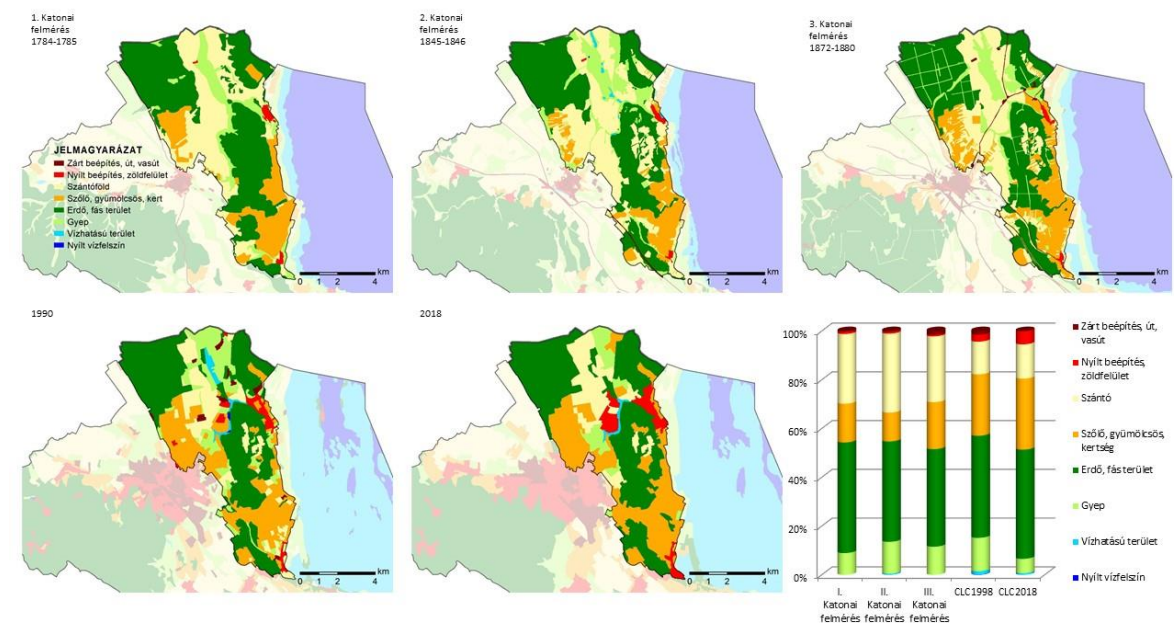 1. Katonai
felmérés
1784-1785
JELMAGYARÁZAT
Zárt beépítés, út, vasút
Nyílt beépítés, zöldfelület
Szántóföld
Szőlő, gyümölcsös, kert
Erdő, fás terület
Gyep
Vízhatású terület
Nyílt vízfelszín
km
0 1 2 4
2. Katonai
felmérés
1845-1846
km
0 1 2 4
3. Katonai
felmérés
1872-1880
km
0 1 2 4
1990
km
0 1 2 4
2018
km
0 1 2 4
100%
80%
60%
40%
20%
0%
I.
Katonai
felmérés
II.
Katonai
felmérés
III.
Katonai
felmérés
CLC1998
CLC2018
Zárt beépítés, út,
vasút
Nyílt beépítés,
zöldfelület
Szántó
Szőlő, gyümölcsös,
kertség
Erdő, fás terület
Gyep
Vízhatású terület
Nyílt vízfelszín